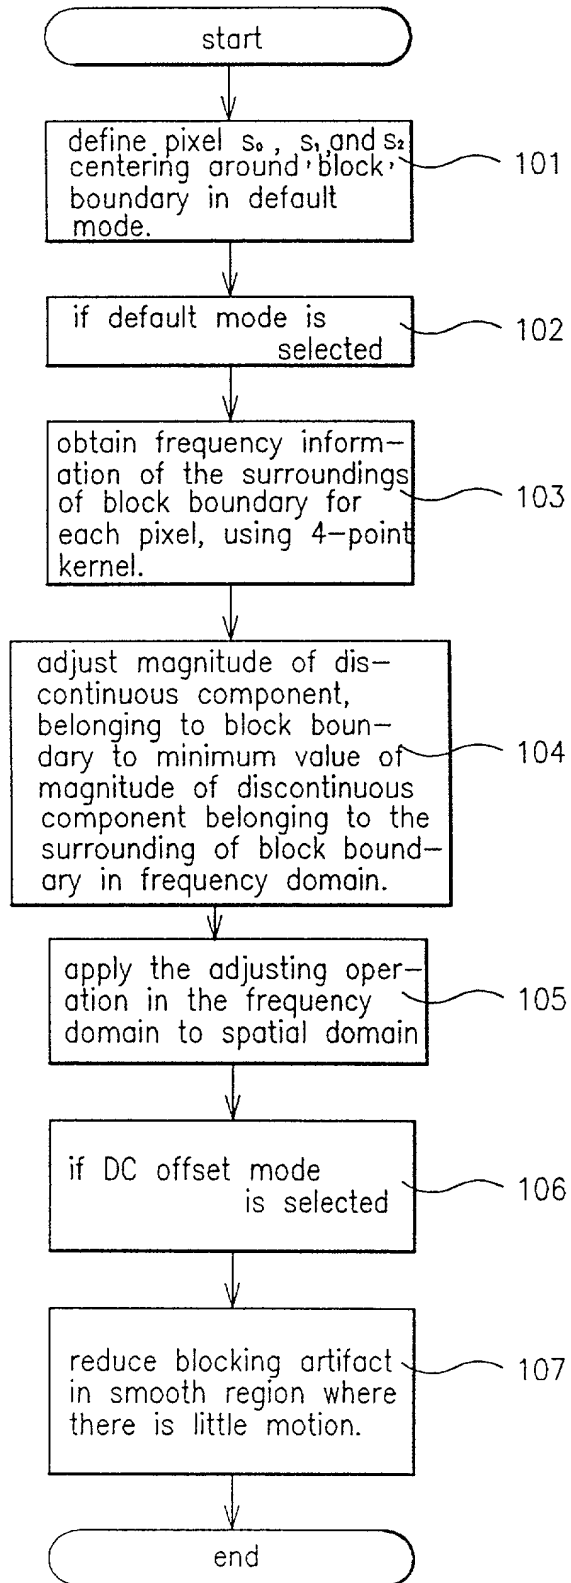 start
define pixel s₀, s₁, and s₂
centering around 'block'
boundary in default
mode.
101
if default mode is
selected
102
obtain frequency inform-
ation of the surroundings
of block boundary for
each pixel, using 4-point
kernel.
103
adjust magnitude of dis-
continuous component,
belonging to block boun-
dary to minimum value of
magnitude of discontinuous
component belonging to the
surrounding of block bound-
ary in frequency domain.
104
apply the adjusting oper-
ation in the frequency
domain to spatial domain
105
if DC offset mode
is selected
106
reduce blocking artifact
in smooth region where
there is little motion.
107
end